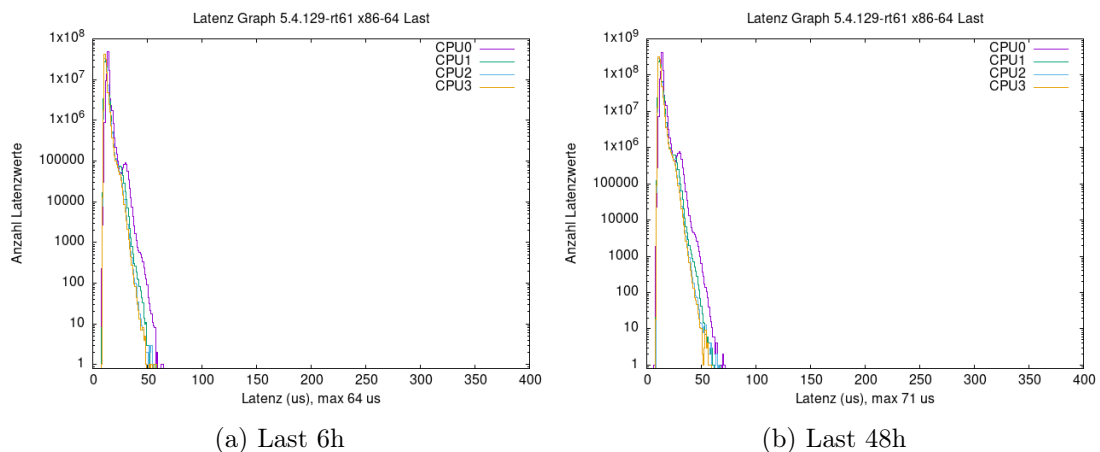 Latenz Graph 5.4.129-rt61 x86-64 Last
Anzahl Latenzwerte
1x10^8
1x10^7
1x10^6
100000
10000
1000
100
10
1
CPU0
CPU1
CPU2
CPU3
0 50 100 150 200 250 300 350 400
Latenz (us), max 64 us
(a) Last 6h
Latenz Graph 5.4.129-rt61 x86-64 Last
Anzahl Latenzwerte
1x10^9
1x10^8
1x10^7
1x10^6
100000
10000
1000
100
10
1
CPU0
CPU1
CPU2
CPU3
0 50 100 150 200 250 300 350 400
Latenz (us), max 71 us
(b) Last 48h